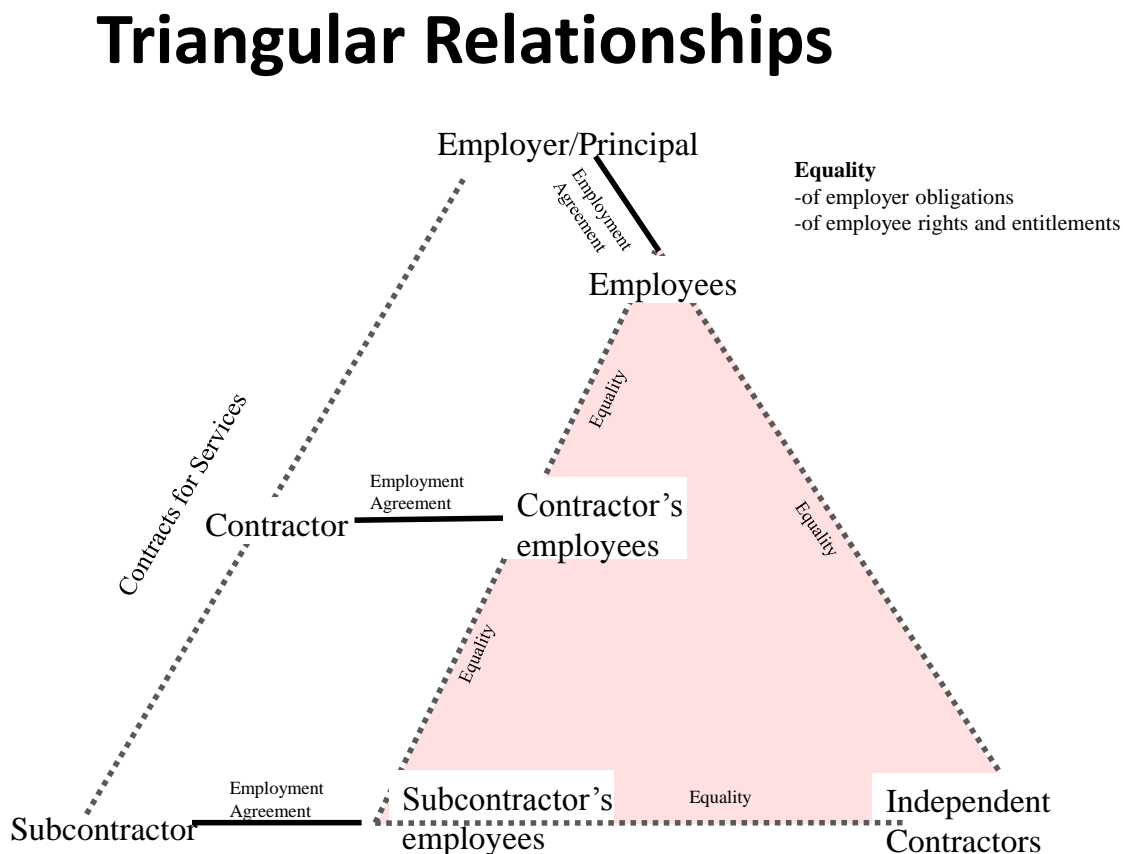 Triangular Relationships
Employer/Principal
Equality
-of employer obligations
-of employee rights and entitlements
Employment
Agreement
Employees
Equality
Contracts for Services
Employment
Agreement
Contractor
Contractor’s
employees
Equality
Equality
Employment
Agreement
Subcontractor
Subcontractor’s
employees
Equality
Independent
Contractors